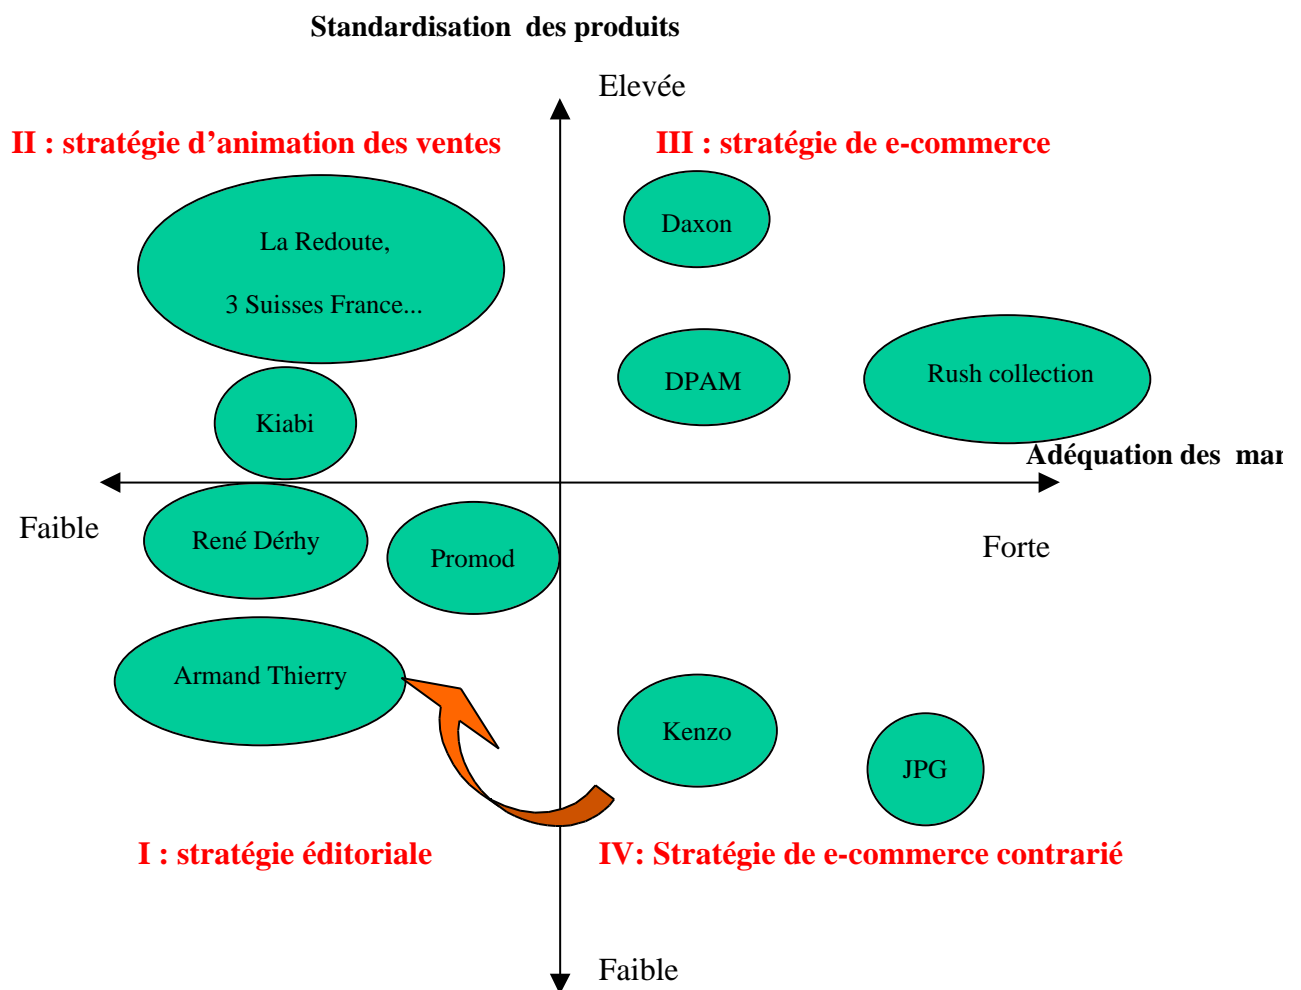 Standardisation des produits
Elevée
II : stratégie d’animation des ventes
III : stratégie de e-commerce
Daxon
La Redoute,
3 Suisses France...
DPAM
Rush collection
Kiabi
Adéquation des
Faible
René Dérhy
Promod
Forte
Armand Thierry
Kenzo
JPG
I : stratégie éditoriale
IV: Stratégie de e-commerce contrarié
Faible